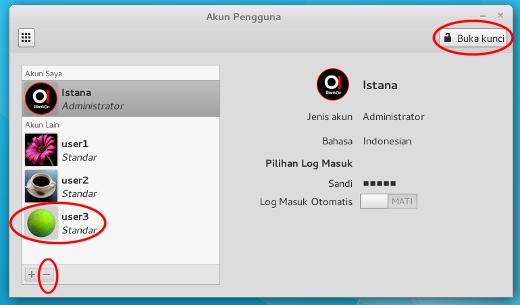 Akun Pengguna
Buka kunci
Akun Saya
Istana
Administrator
Akun Lain
user1
Standar
user2
Standar
user3
Standar
Istana
Jenis akun Administrator
Bahasa Indonesian
Pilihan Log Masuk
Sandi
Log Masuk Otomatis MATI